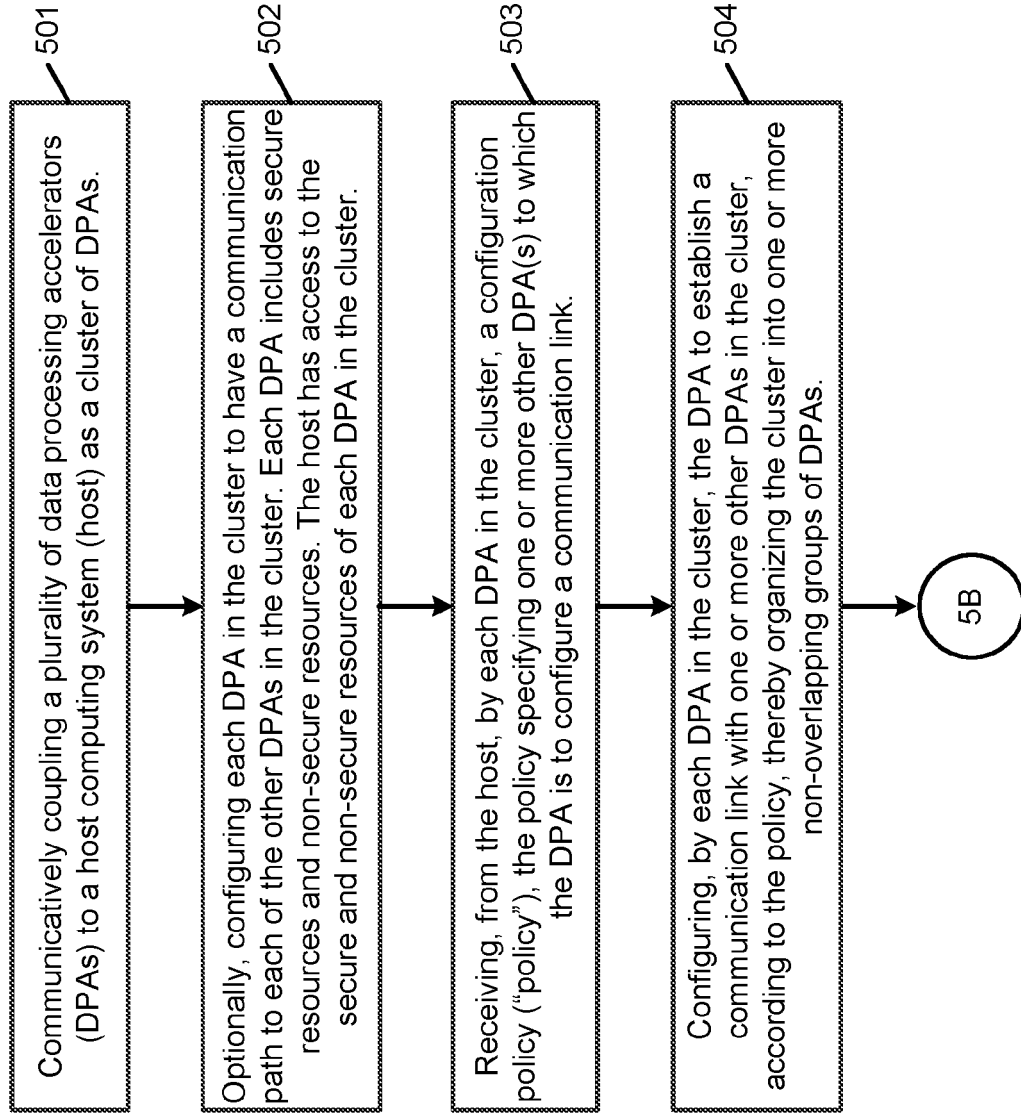 501
Communicatively coupling a plurality of data processing accelerators
(DPAs) to a host computing system (host) as a cluster of DPAs.
502
Optionally, configuring each DPA in the cluster to have a communication
path to each of the other DPAs in the cluster. Each DPA includes secure
resources and non-secure resources. The host has access to the
secure and non-secure resources of each DPA in the cluster.
503
Receiving, from the host, by each DPA in the cluster, a configuration
policy (“policy”), the policy specifying one or more other DPA(s) to which
the DPA is to configure a communication link.
504
Configuring, by each DPA in the cluster, the DPA to establish a
communication link with one or more other DPAs in the cluster,
according to the policy, thereby organizing the cluster into one or more
non-overlapping groups of DPAs.
5B